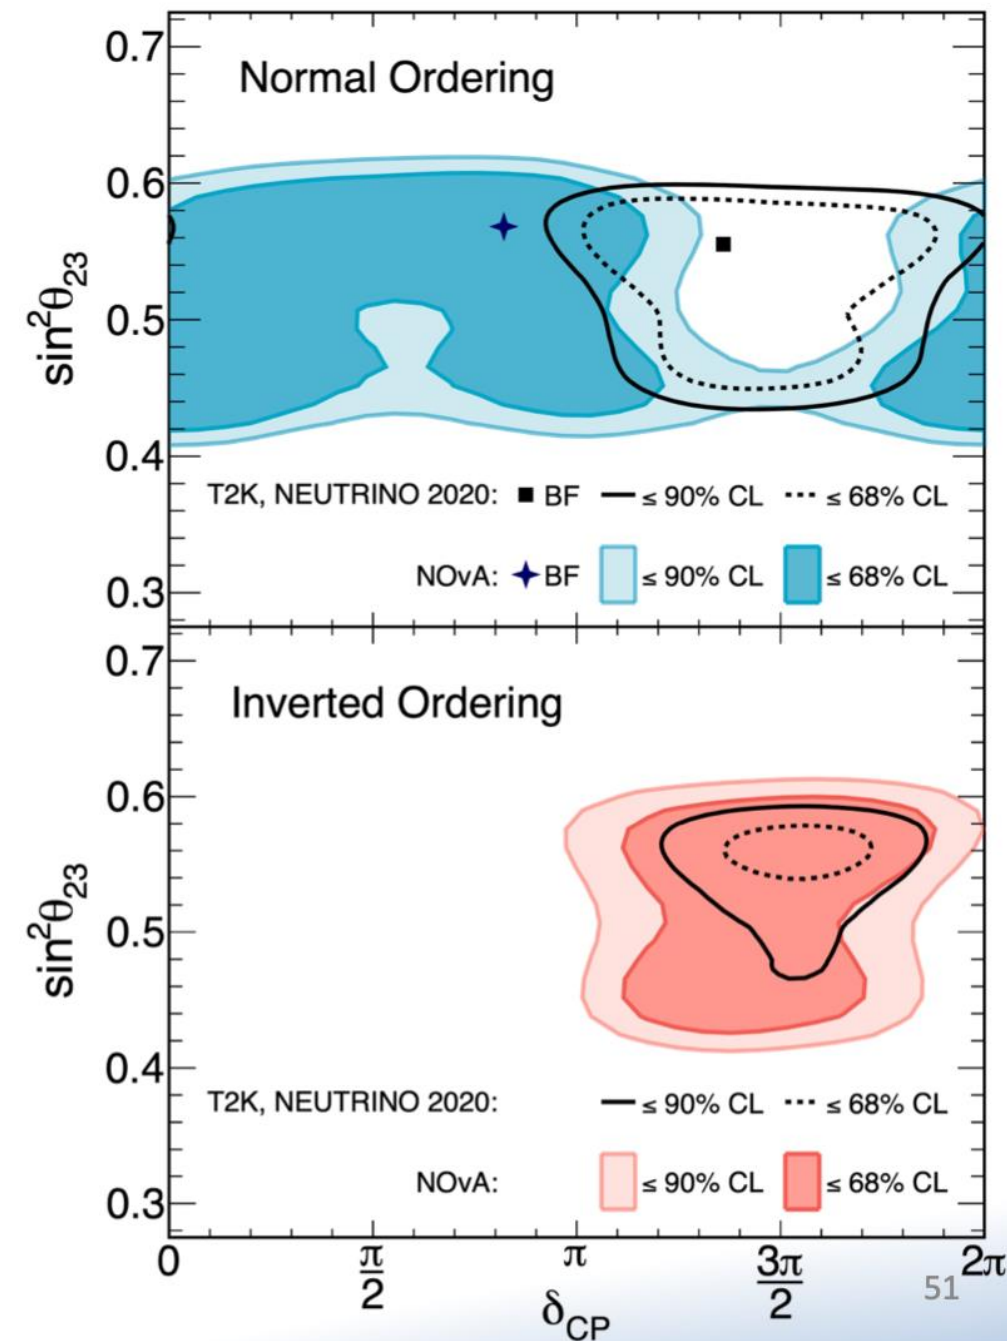 0.7
Normal Ordering
0.6
0.5
sin²θ₂₃
0.4
T2K, NEUTRINO 2020: BF ≤ 90% CL ≤ 68% CL
NOvA: BF ≤ 90% CL ≤ 68% CL
0.3
0.7
Inverted Ordering
0.6
0.5
sin²θ₂₃
0.4
T2K, NEUTRINO 2020: ≤ 90% CL ≤ 68% CL
NOvA: ≤ 90% CL ≤ 68% CL
0.3
0 π/2 π 3π/2 2π
51
δCP